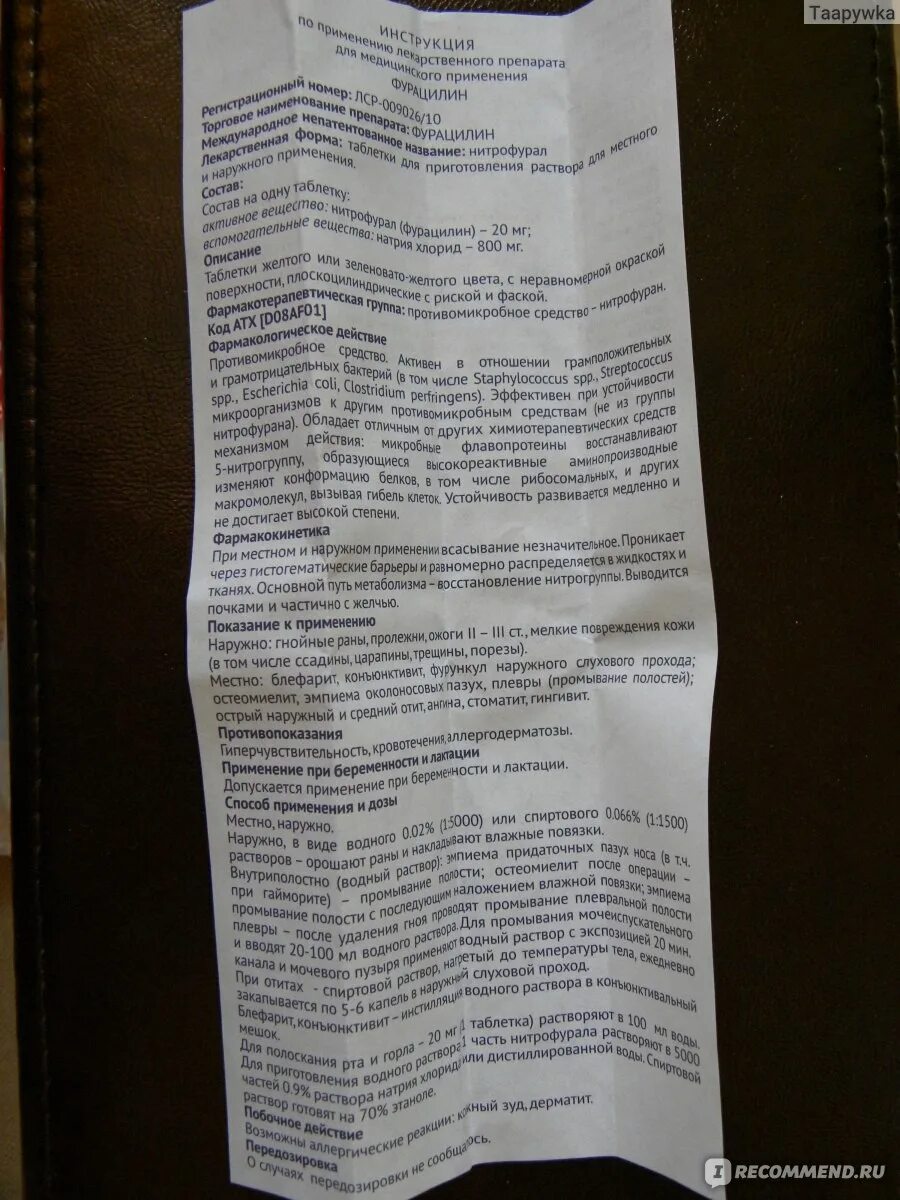 Таарywka
ИНСТРУКЦИЯ
по применению лекарственного препарата
для медицинского применения
ФУРАЦИЛИН
Регистрационный номер: ЛСР-009026/10
Торговое наименование препарата: ФУРАЦИЛИН
Международное непатентованное название: нитрофурал
Лекарственная форма: таблетки для приготовления раствора для местного
и наружного применения.
Состав:
Состав на одну таблетку:
активное вещество: нитрофурал (фурацилин) – 20 мг;
вспомогательные вещества: натрия хлорид – 800 мг.
Описание
Таблетки желтого или зеленовато-желтого цвета, с неравномерной окраской
поверхности, плоскоцилиндрические с риской и фаской.
Фармакотерапевтическая группа: противомикробное средство – нитрофуран.
Код АТХ [D08AF01]
Фармакологическое действие
Противомикробное средство. Активен в отношении грамположительных
и грамотрицательных бактерий (в том числе Staphylococcus spp., Streptococcus
spp., Escherichia coli, Clostridium perfringens). Эффективен при устойчивости
микроорганизмов к другим противомикробным средствам (не из группы
нитрофурана). Обладает отличным от других химиотерапевтических средств
механизмом действия: микробные флавопротеины восстанавливают
5-нитрогруппу, образующиеся высокореактивные аминопроизводные
изменяют конформацию белков, в том числе рибосомальных, и других
макромолекул, вызывая гибель клеток. Устойчивость развивается медленно и
не достигает высокой степени.
Фармакокинетика
При местном и наружном применении всасывание незначительное. Проникает
через гистогематические барьеры и равномерно распределяется в жидкостях и
тканях. Основной путь метаболизма – восстановление нитрогруппы. Выводится
почками и частично с желчью.
Показание к применению
Наружно: гнойные раны, пролежни, ожоги II – III ст., мелкие повреждения кожи
(в том числе ссадины, царапины, трещины, порезы).
Местно: блефарит, конъюнктивит, фурункул наружного слухового прохода;
остеомиелит, эмпиема околоносовых пазух, плевры (промывание полостей);
острый наружный и средний отит, ангина, стоматит, гингивит.
Противопоказания
Гиперчувствительность, кровотечения, аллергодерматозы.
Применение при беременности и лактации
Допускается применение при беременности и лактации.
Способ применения и дозы
Местно, наружно.
Наружно, в виде водного 0.02% (1:5000) или спиртового 0.066% (1:1500)
растворов – орошают раны и накладывают влажные повязки.
Внутриполостно (водный раствор): эмпиема придаточных пазух носа (в т.ч.
при гайморите) – промывание полости; остеомиелит после операции –
промывание полости с последующим наложением влажной повязки; эмпиема
плевры – после удаления гноя проводят промывание плевральной полости
и вводят 20-100 мл водного раствора. Для промывания мочеиспускательного
канала и мочевого пузыря применяют водный раствор с экспозицией 20 мин.
При отитах - спиртовой раствор, нагретый до температуры тела, ежедневно
закапывается по 5-6 капель в наружный слуховой проход.
Блефарит, конъюнктивит – инстилляция водного раствора в конъюнктивальный
мешок.
Для полоскания рта и горла – 20 мг (1 таблетка) растворяют в 100 мл воды.
Для приготовления водного раствора 1 часть нитрофурала растворяют в 5000
частей 0.9% раствора натрия хлорида или дистиллированной воды. Спиртовой
раствор готовят на 70% этаноле.
Побочное действие
Возможны аллергические реакции: кожный зуд, дерматит.
Передозировка
О случаях передозировки не сообщалось.
I RECOMMEND.RU